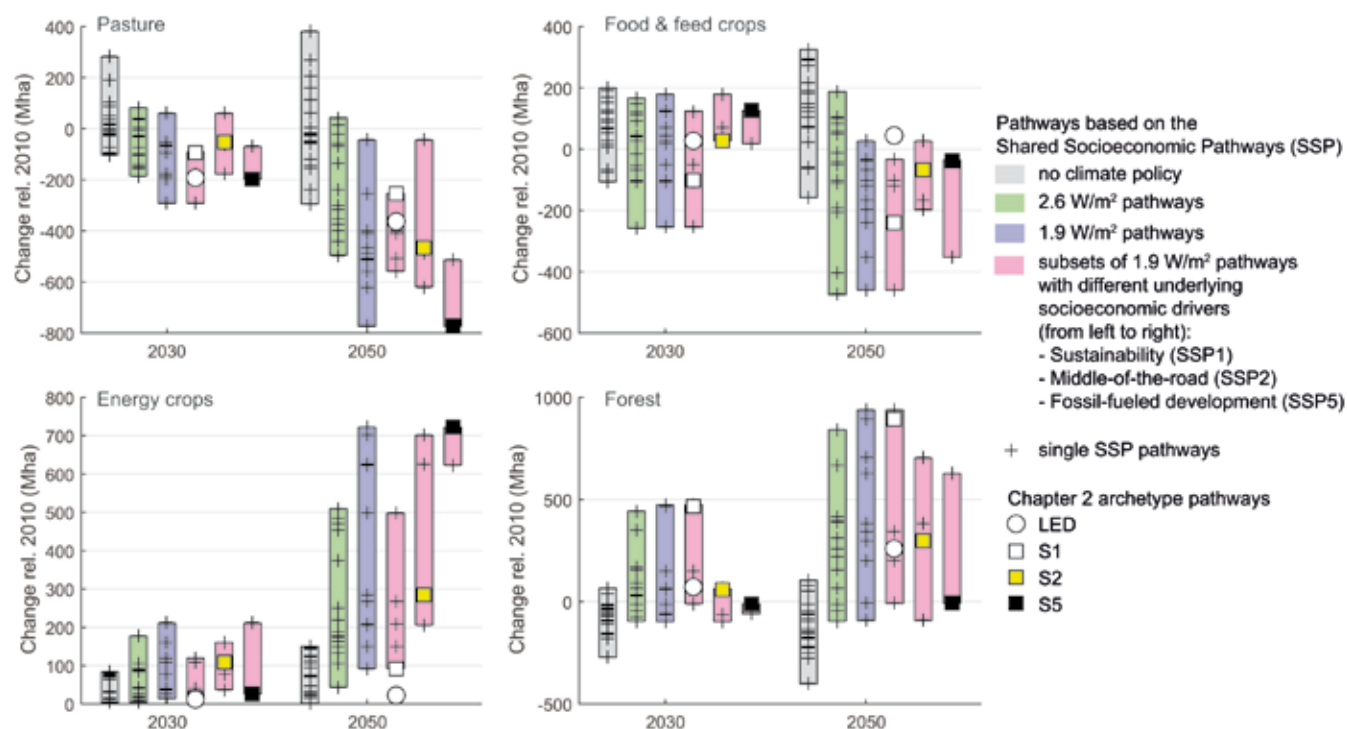 Pasture
Change rel. 2010 (Mha)
400
200
0
-200
-400
-600
-800
2030
2050
Food & feed crops
Change rel. 2010 (Mha)
400
200
0
-200
-400
-600
2030
2050
Energy crops
Change rel. 2010 (Mha)
800
700
600
500
400
300
200
100
0
2030
2050
Forest
Change rel. 2010 (Mha)
1000
500
0
-500
2030
2050
Pathways based on the
Shared Socioeconomic Pathways (SSP)
no climate policy
2.6 W/m² pathways
1.9 W/m² pathways
subsets of 1.9 W/m² pathways
with different underlying
socioeconomic drivers
(from left to right):
- Sustainability (SSP1)
- Middle-of-the-road (SSP2)
- Fossil-fueled development (SSP5)
single SSP pathways
Chapter 2 archetype pathways
LED
S1
S2
S5